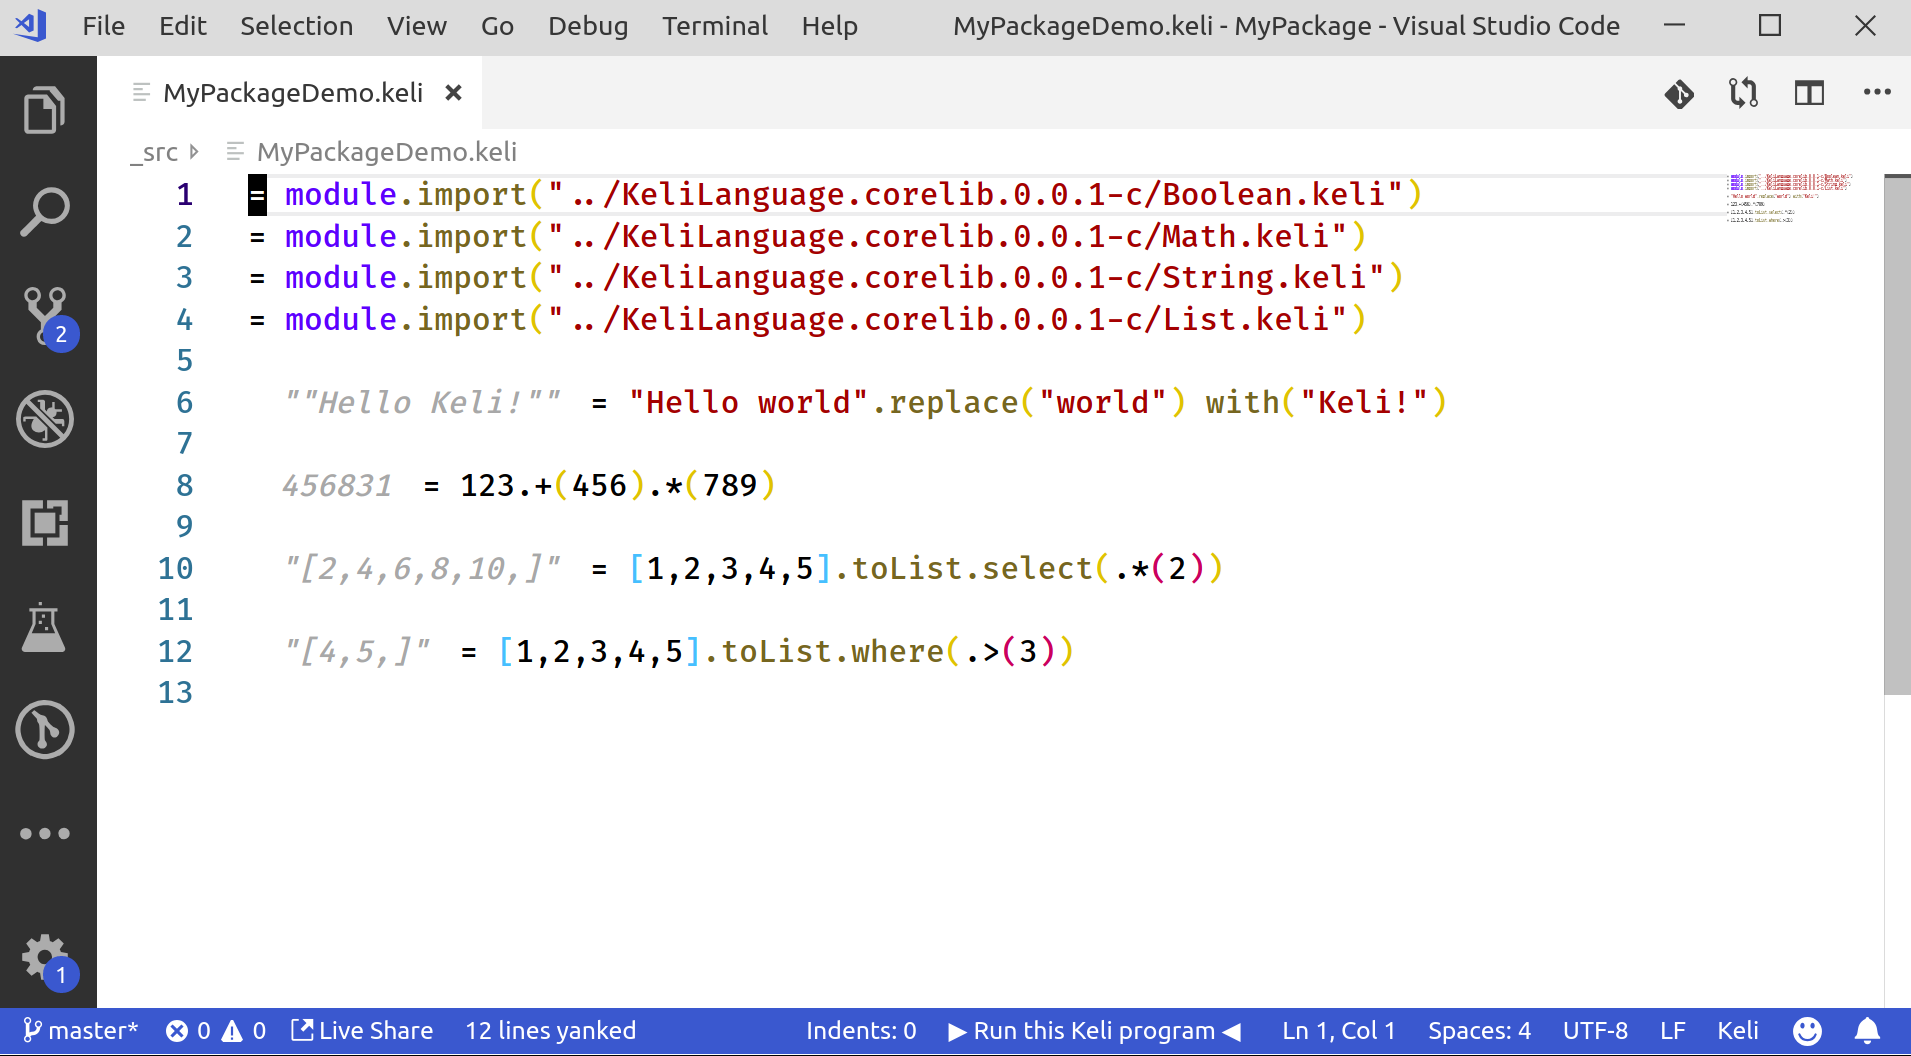 File Edit Selection View Go Debug Terminal Help MyPackageDemo.keli - MyPackage - Visual Studio Code
MyPackageDemo.keli
_src MyPackageDemo.keli
1 = module.import("../KeliLanguage.corelib.0.0.1-c/Boolean.keli")
2 = module.import("../KeliLanguage.corelib.0.0.1-c/Math.keli")
3 = module.import("../KeliLanguage.corelib.0.0.1-c/String.keli")
4 = module.import("../KeliLanguage.corelib.0.0.1-c/List.keli")
5
6 ""Hello Keli!"" = "Hello world".replace("world") with("Keli!")
7
8 456831 = 123.+(456).*(789)
9
10 "[2,4,6,8,10,]" = [1,2,3,4,5].toList.select(.*(2))
11
12 "[4,5,]" = [1,2,3,4,5].toList.where(.>(3))
13
2
1
master* 0 0 Live Share 12 lines yanked Indents: 0 ▶ Run this Keli program ◀ Ln 1, Col 1 Spaces: 4 UTF-8 LF Keli